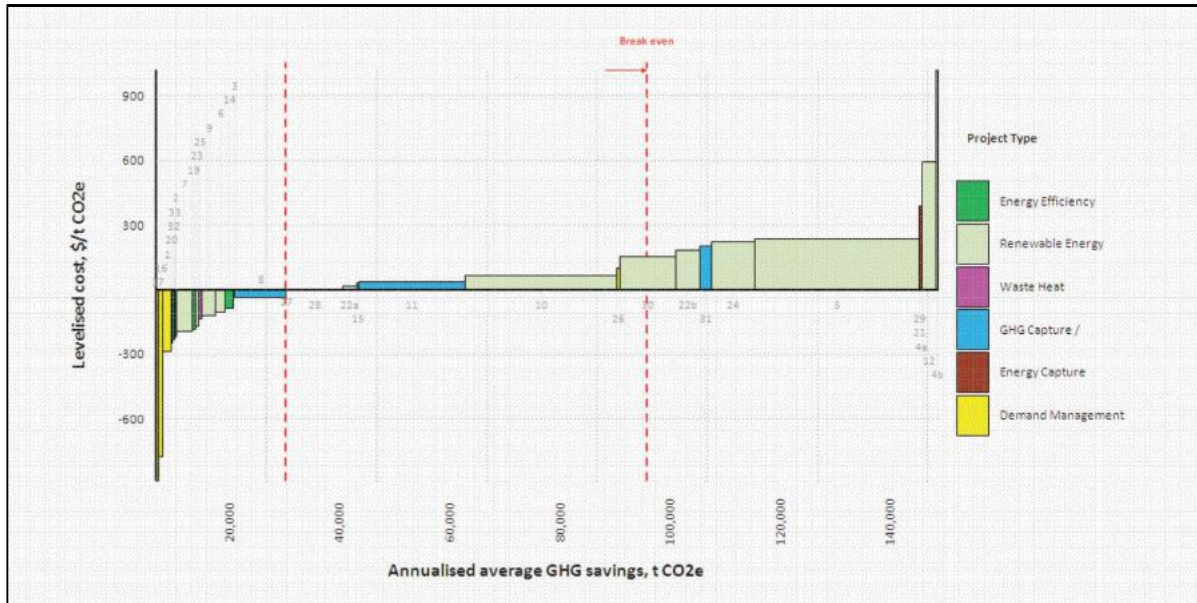 Break even
900
600
300
-300
-600
Levelised cost, $/t CO2e
3
14
6
9
25
23
19
7
2
33
32
20
1
16
8
27
28
22a
15
11
10
26
30
22b
31
24
5
29
21
4a
12
4b
20,000
40,000
60,000
80,000
100,000
120,000
140,000
Annualised average GHG savings, t CO2e
Project Type
Energy Efficiency
Renewable Energy
Waste Heat
GHG Capture /
Energy Capture
Demand Management